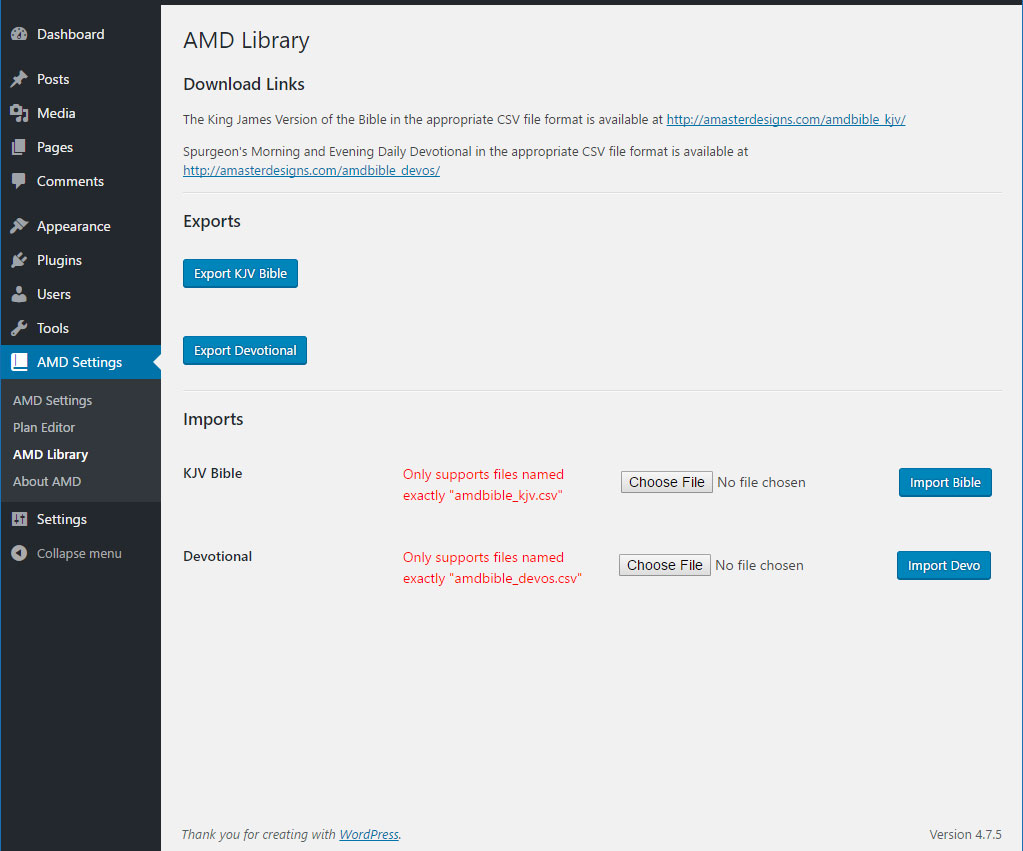 Dashboard
Posts
Media
Pages
Comments
Appearance
Plugins
Users
Tools
AMD Settings
AMD Settings
Plan Editor
AMD Library
About AMD
Settings
Collapse menu
AMD Library
Download Links
The King James Version of the Bible in the appropriate CSV file format is available at http://amasterdesigns.com/amdbible_kjv/
Spurgeon's Morning and Evening Daily Devotional in the appropriate CSV file format is available at
http://amasterdesigns.com/amdbible_devos/
Exports
Export KJV Bible
Export Devotional
Imports
KJV Bible
Only supports files named
exactly "amdbible_kjv.csv"
Choose File No file chosen
Import Bible
Devotional
Only supports files named
exactly "amdbible_devos.csv"
Choose File No file chosen
Import Devo
Thank you for creating with WordPress.
Version 4.7.5